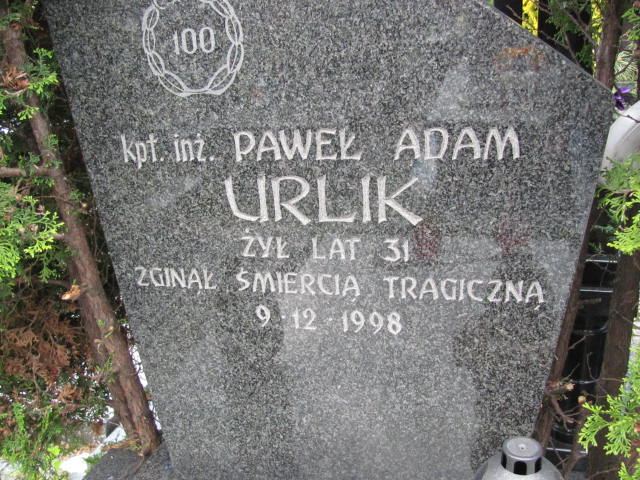 100
kpt. inż. PAWEŁ ADAM
URLIK
ŻYŁ LAT 31
ZGINĄŁ ŚMIERCIĄ TRAGICZNĄ
9-12-1998